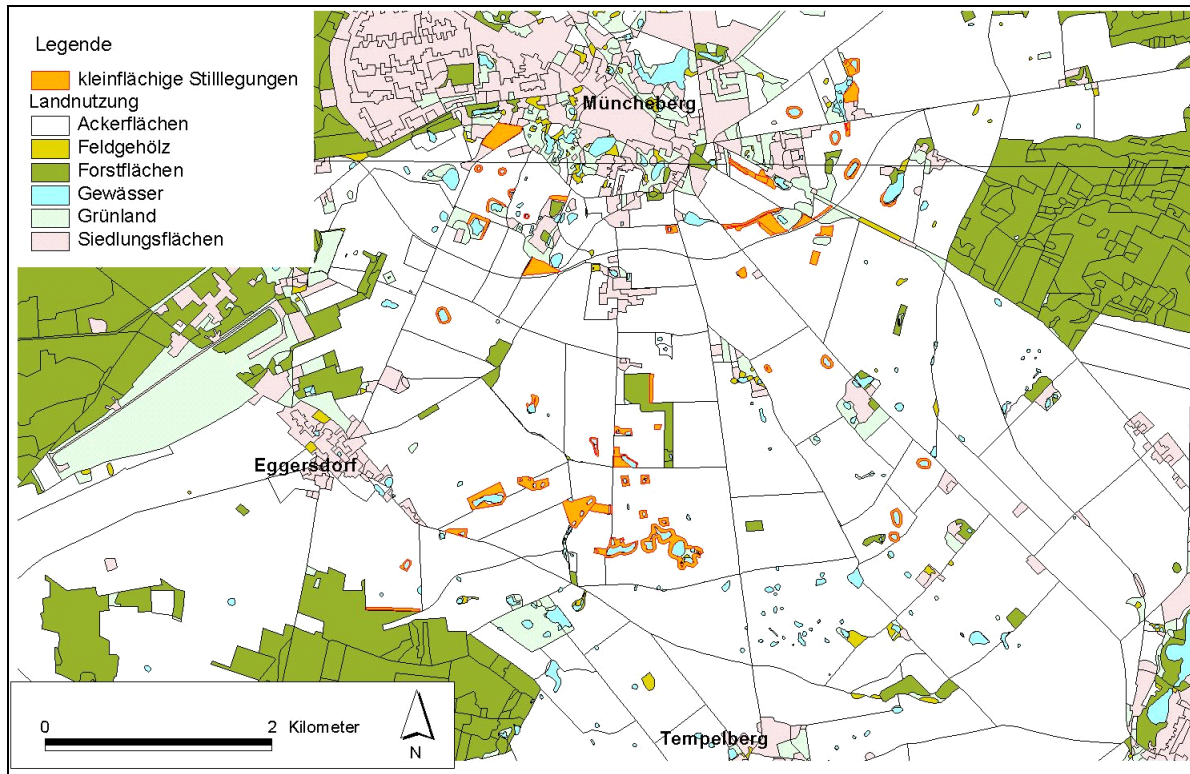 Legende
kleinflächige Stilllegungen
Landnutzung
Ackerflächen
Feldgehölz
Forstflächen
Gewässer
Grünland
Siedlungsflächen
Müncheberg
Eggersdorf
Tempelberg
0 2 Kilometer
N